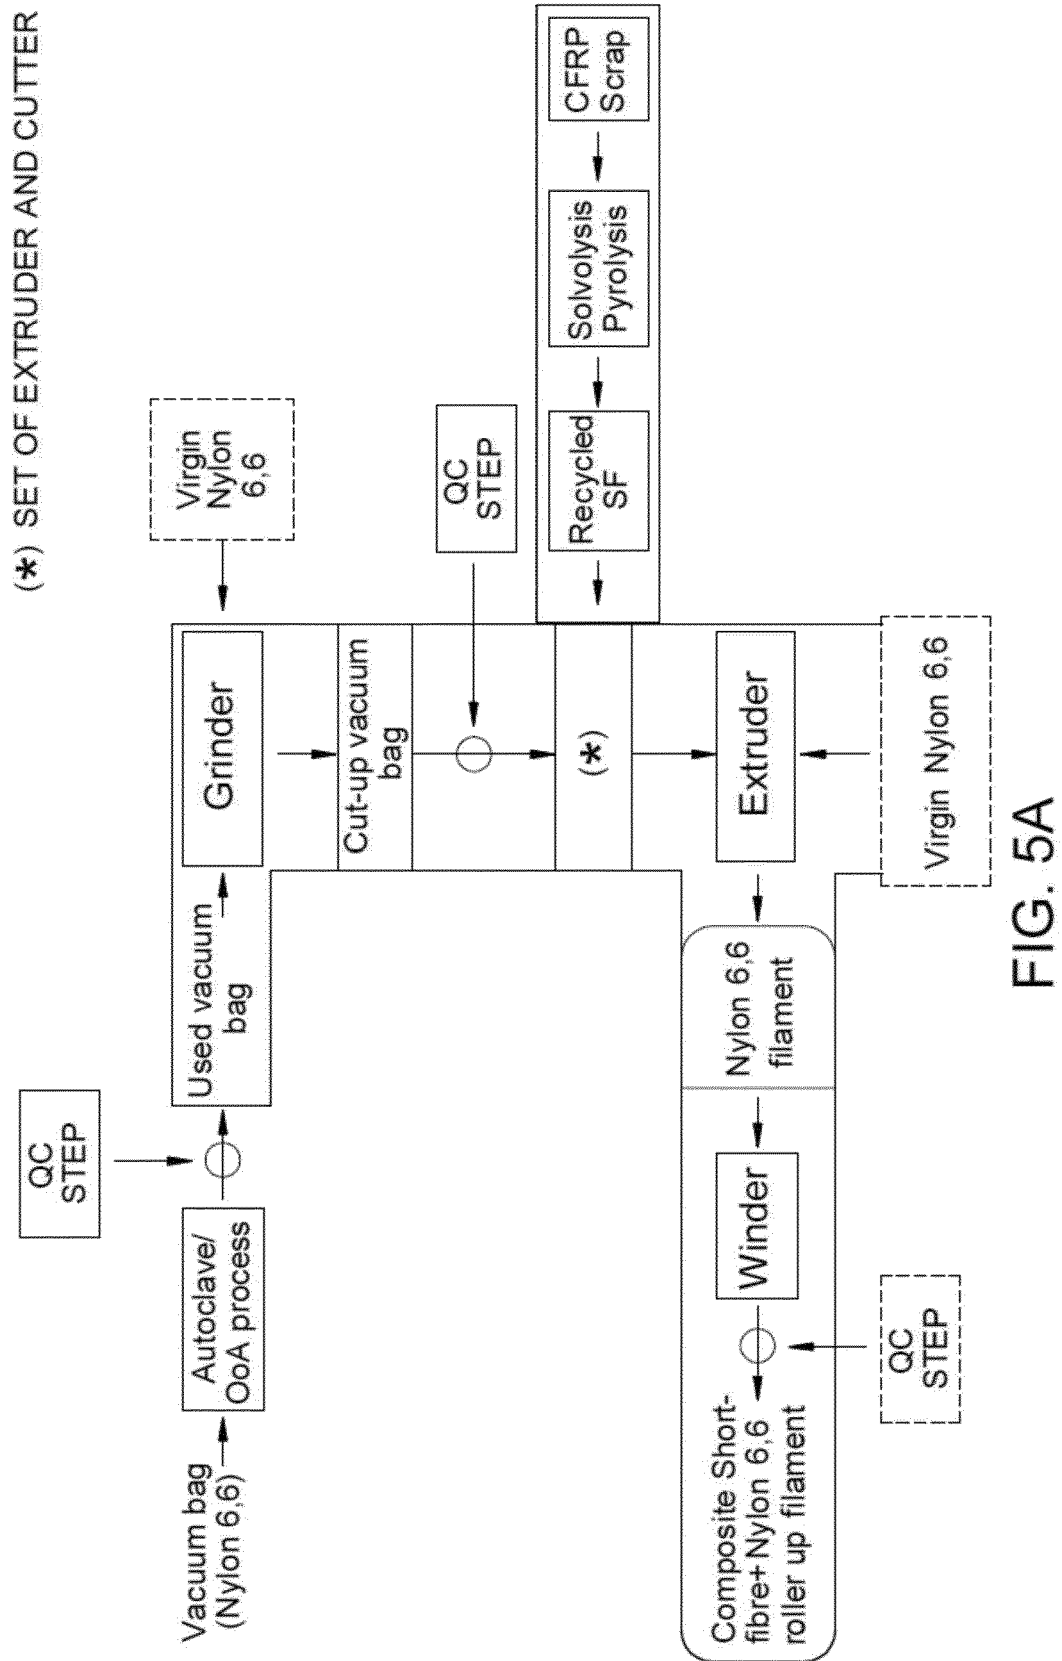 (*) SET OF EXTRUDER AND CUTTER
QC
STEP
Vacuum bag
(Nylon 6,6)
Autoclave/
OoA process
Used vacuum
bag
Grinder
Virgin
Nylon
6,6
Cut-up vacuum
bag
QC
STEP
(*)
Recycled
SF
Solvolysis
Pyrolysis
CFRP
Scrap
Extruder
Virgin Nylon 6,6
Nylon 6,6
filament
Winder
Composite Short-
fibre+Nylon 6,6
roller up filament
QC
STEP
FIG. 5A